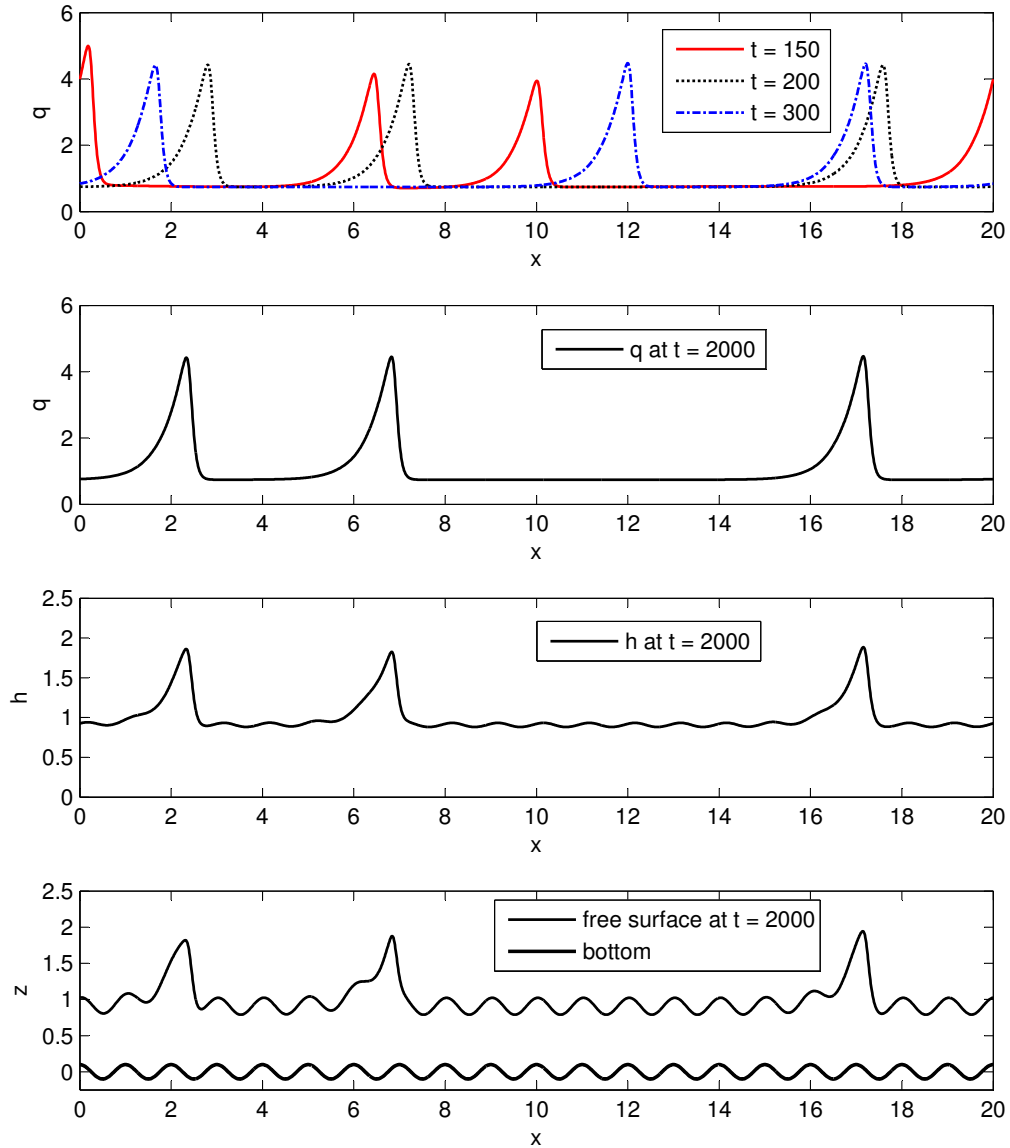 6
4
2
0
q
t = 150
t = 200
t = 300
0 2 4 6 8 10 12 14 16 18 20
x
6
4
2
0
q
q at t = 2000
0 2 4 6 8 10 12 14 16 18 20
x
2.5
2
1.5
1
0.5
0
h
h at t = 2000
0 2 4 6 8 10 12 14 16 18 20
x
2.5
2
1.5
1
0.5
0
z
free surface at t = 2000
bottom
0 2 4 6 8 10 12 14 16 18 20
x